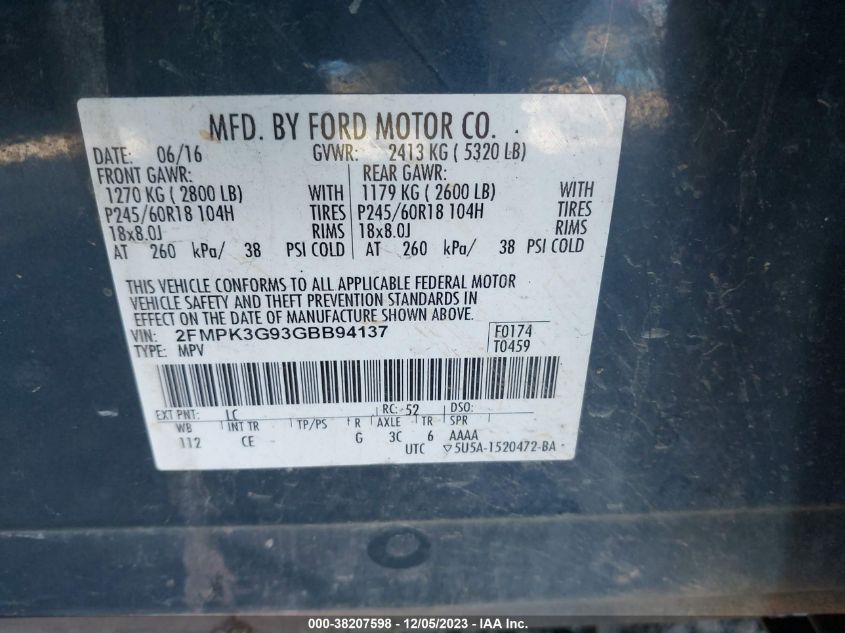 MFD. BY FORD MOTOR CO.
DATE: 06/16 GVWR: 2413 KG ( 5320 LB)
FRONT GAWR: REAR GAWR:
1270 KG ( 2800 LB) WITH 1179 KG ( 2600 LB) WITH
P245/60R18 104H TIRES P245/60R18 104H TIRES
18x8.0J RIMS 18x8.0J RIMS
AT 260 kPa/ 38 PSI COLD AT 260 kPa/ 38 PSI COLD
THIS VEHICLE CONFORMS TO ALL APPLICABLE FEDERAL MOTOR
VEHICLE SAFETY AND THEFT PREVENTION STANDARDS IN
EFFECT ON THE DATE OF MANUFACTURE SHOWN ABOVE.
VIN: 2FMPK3G93GBB94137 F0174
TYPE: MPV T0459
EXT PNT: LC RC: 52 DSO:
WB INT TR TP/PS R AXLE TR SPR
112 CE G 3C 6 AAAA
UTC ▽5U5A-1520472-BA
000-38207598 - 12/05/2023 - IAA Inc.